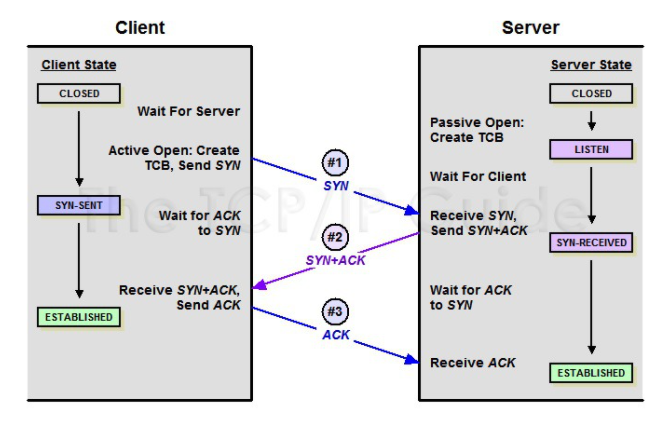 Client
Server
Client State
CLOSED
Wait For Server
Active Open: Create
TCB, Send SYN
SYN-SENT
Wait for ACK
to SYN
Receive SYN+ACK,
Send ACK
ESTABLISHED
#1
SYN
#2
SYN+ACK
#3
ACK
Server State
CLOSED
Passive Open:
Create TCB
LISTEN
Wait For Client
Receive SYN,
Send SYN+ACK
SYN-RECEIVED
Wait for ACK
to SYN
Receive ACK
ESTABLISHED
The TCP/IP Guide